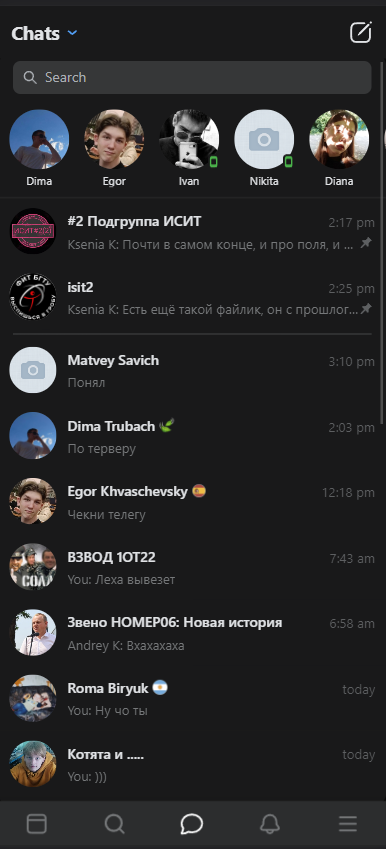 Chats
Search
Dima Egor Ivan Nikita Diana
#2 Подгруппа ИСИТ 2:17 pm
Ksenia K: Почти в самом конце, и про поля, и ...
isit2 2:25 pm
Ksenia K: Есть ещё такой файлик, он с прошлог...
Matvey Savich 3:10 pm
Понял
Dima Trubach 2:03 pm
По терверу
Egor Khvaschevsky 12:18 pm
Чекни телегу
ВЗВОД 1ОТ22 7:43 am
You: Леха вывезет
Звено НОМЕР06: Новая история 6:58 am
Andrey K: Вхахахаха
Roma Biryuk today
You: Ну чо ты
Котята и ..... today
You: )))